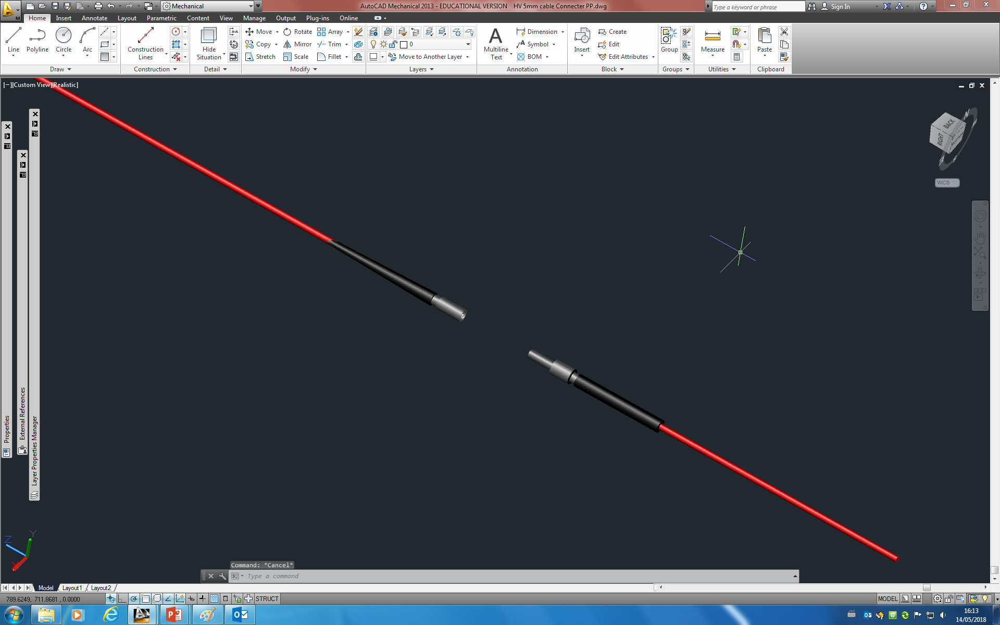 Mechanical
AutoCAD Mechanical 2013 - EDUCATIONAL VERSION HV 5mm cable Connecter PP.dwg
Type a keyword or phrase
Sign In
M
Home Insert Annotate Layout Parametric Content View Manage Output Plug-ins Online
Line Polyline Circle Arc
Draw
Construction Lines
Construction
Hide Situation
Detail
Move Rotate Array
Copy Mirror Trim
Stretch Scale Fillet
Modify
0
Move to Another Layer
Layers
Multiline Text
Dimension
Symbol
BOM
Annotation
Insert
Create
Edit
Edit Attributes
Block
Group
Groups
Measure
Utilities
Paste
Clipboard
[−][Custom View][Realistic]
BACK
RIGHT
WCS
Properties
External References
Layer Properties Manager
Z
Y
X
Command: *Cancel*
Type a command
Model Layout1 Layout2
789.6249, 711.8681 , 0.0000
STRUCT
MODEL
16:13
14/05/2018